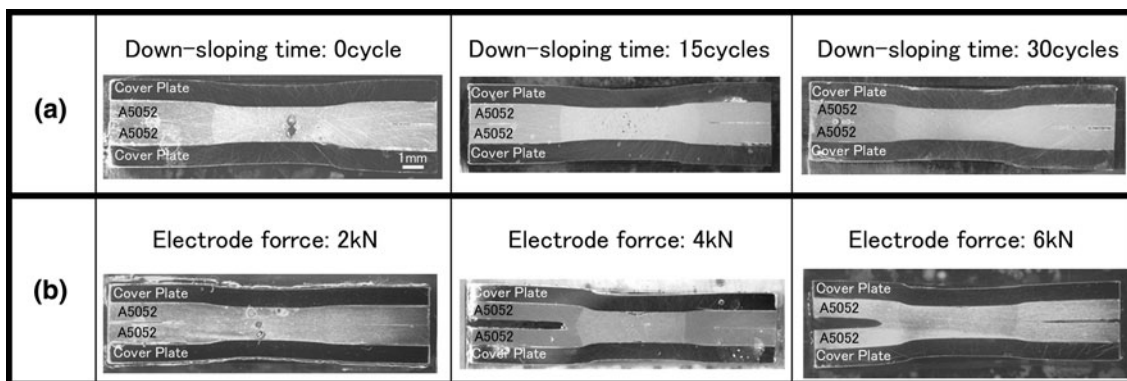 Down-sloping time: 0cycle
Down-sloping time: 15cycles
Down-sloping time: 30cycles
(a)
Cover Plate
A5052
A5052
Cover Plate
1mm
Cover Plate
A5052
A5052
Cover Plate
Cover Plate
A5052
A5052
Cover Plate
Electrode forrce: 2kN
Electrode forrce: 4kN
Electrode forrce: 6kN
(b)
Cover Plate
A5052
A5052
Cover Plate
Cover Plate
A5052
A5052
Cover Plate
Cover Plate
A5052
A5052
Cover Plate